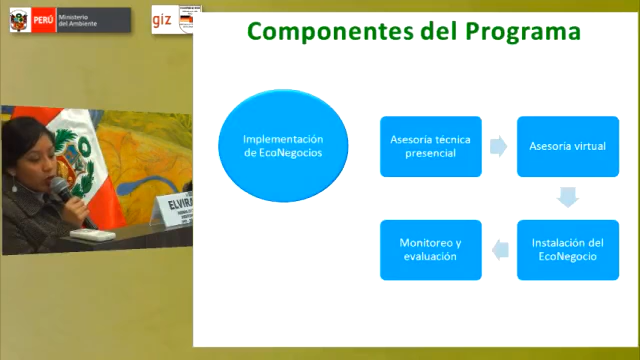 PERÚ
Ministerio
del Ambiente
giz
Componentes del Programa
Implementación
de EcoNegocios
Asesoría técnica
presencial
Asesoría virtual
Monitoreo y
evaluación
Instalación del
EcoNegocio
ELVIRA